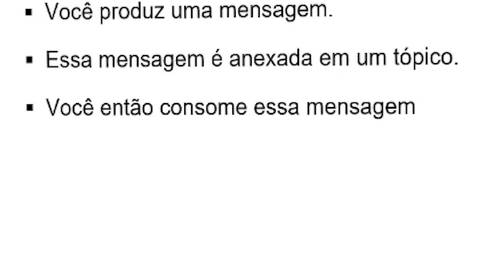 ▪ Você produz uma mensagem.
▪ Essa mensagem é anexada em um tópico.
▪ Você então consome essa mensagem